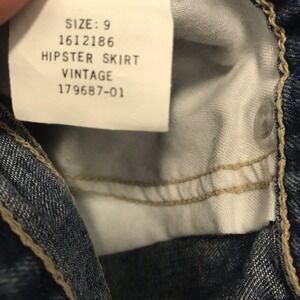 SIZE: 9
1612186
HIPSTER SKIRT
VINTAGE
179687-01